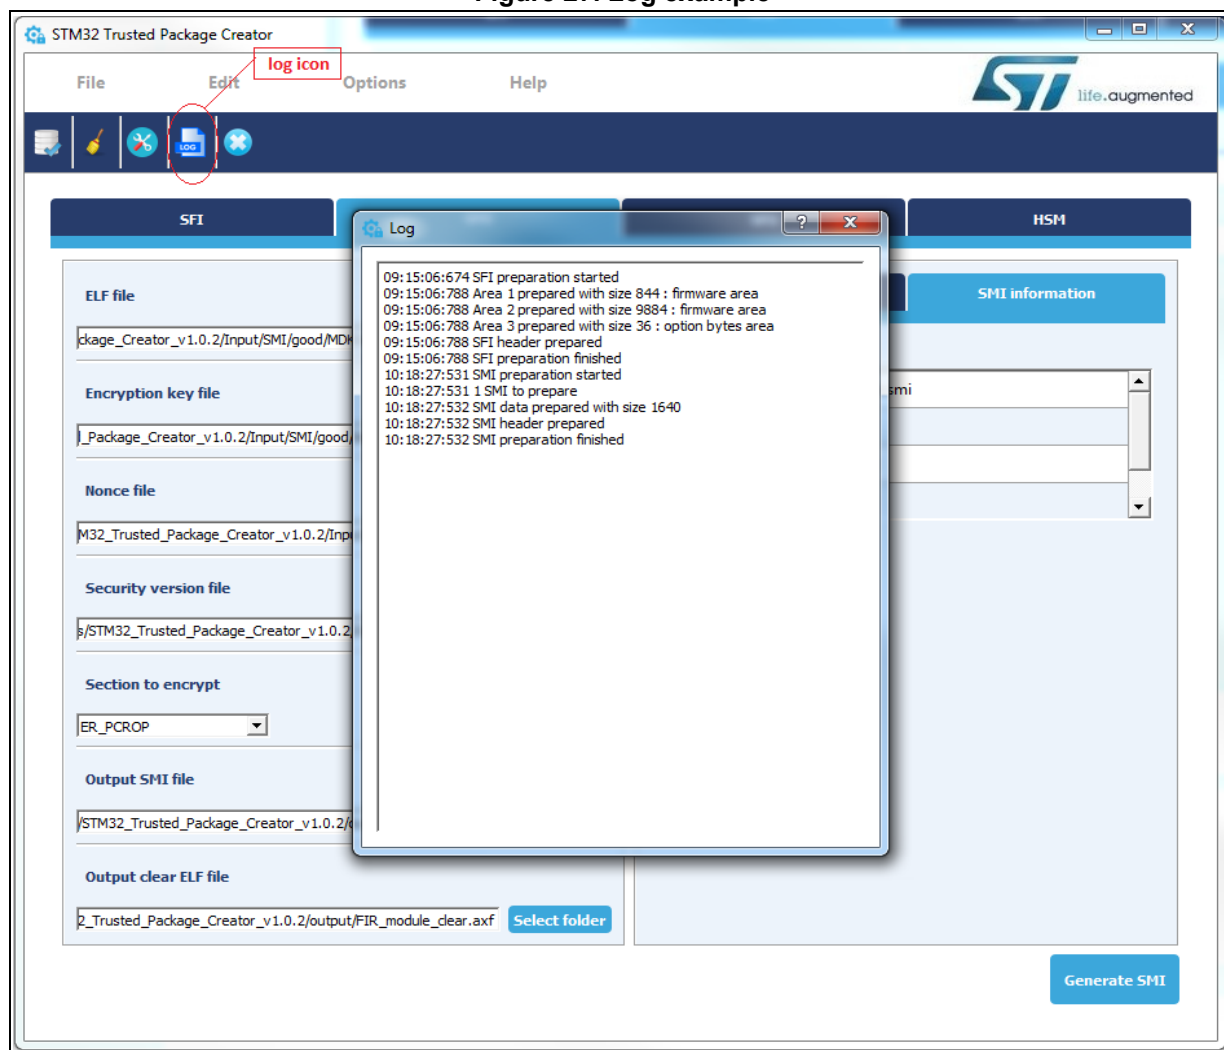 STM32 Trusted Package Creator
log icon
File Edit Options Help
life.augmented
LOG
SFI HSM
Log
09:15:06:674 SFI preparation started
09:15:06:788 Area 1 prepared with size 844 : firmware area
09:15:06:788 Area 2 prepared with size 9884 : firmware area
09:15:06:788 Area 3 prepared with size 36 : option bytes area
09:15:06:788 SFI header prepared
09:15:06:788 SFI preparation finished
10:18:27:531 SMI preparation started
10:18:27:531 1 SMI to prepare
10:18:27:532 SMI data prepared with size 1640
10:18:27:532 SMI header prepared
10:18:27:532 SMI preparation finished
ELF file
ckage_Creator_v1.0.2/Input/SMI/good/MDK
Encryption key file
l_Package_Creator_v1.0.2/Input/SMI/good/
Nonce file
M32_Trusted_Package_Creator_v1.0.2/Inp
Security version file
s/STM32_Trusted_Package_Creator_v1.0.2
Section to encrypt
ER_PCROP
Output SMI file
/STM32_Trusted_Package_Creator_v1.0.2/
Output clear ELF file
2_Trusted_Package_Creator_v1.0.2/output/FIR_module_clear.axf Select folder
SMI information
smi
Generate SMI